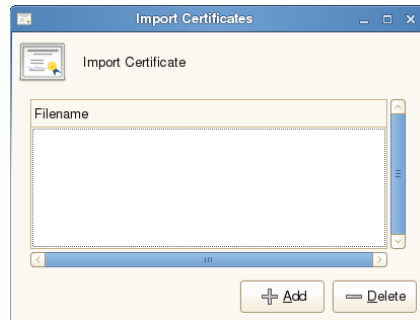 Import Certificates
Import Certificate
Filename
Add
Delete